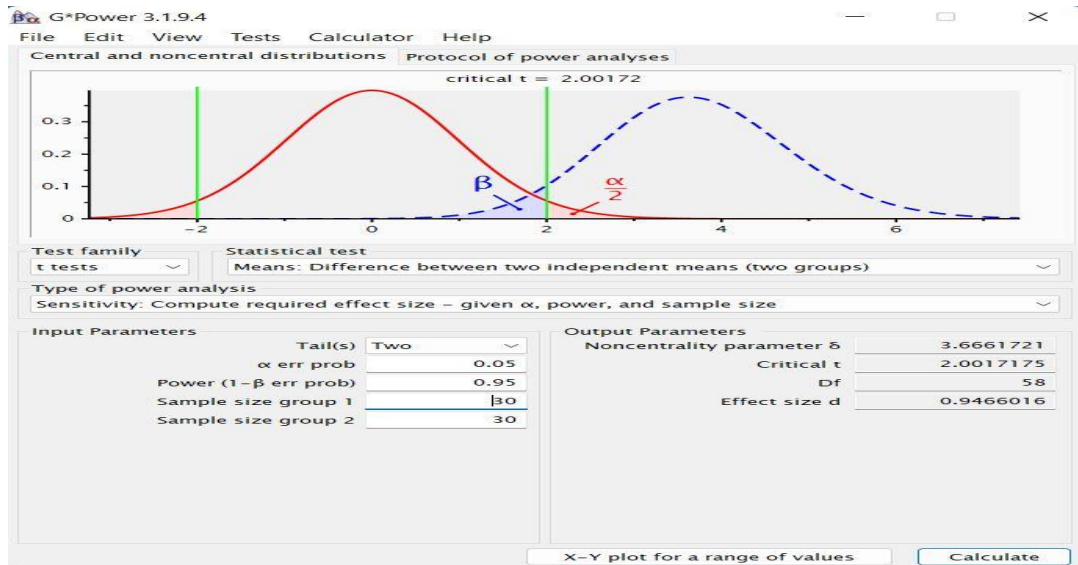 G*Power 3.1.9.4
File Edit View Tests Calculator Help
Central and noncentral distributions Protocol of power analyses
critical t = 2.00172
0.3
0.2
0.1
0
β
α
2
−2 0 2 4 6
Test family Statistical test
t tests Means: Difference between two independent means (two groups)
Type of power analysis
Sensitivity: Compute required effect size – given α, power, and sample size
Input Parameters Output Parameters
Tail(s) Two Noncentrality parameter δ 3.6661721
α err prob 0.05 Critical t 2.0017175
Power (1−β err prob) 0.95 Df 58
Sample size group 1 30 Effect size d 0.9466016
Sample size group 2 30
X−Y plot for a range of values Calculate